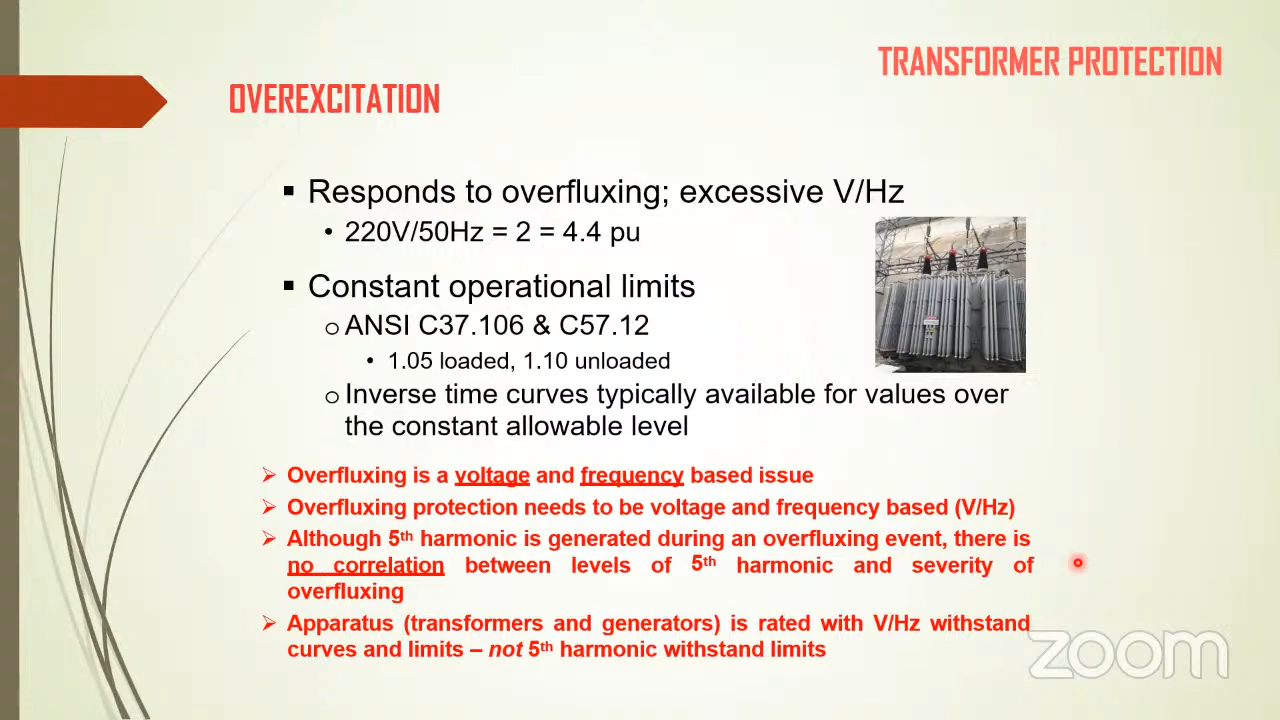 TRANSFORMER PROTECTION
OVEREXCITATION
▪ Responds to overfluxing; excessive V/Hz
• 220V/50Hz = 2 = 4.4 pu
▪ Constant operational limits
o ANSI C37.106 & C57.12
• 1.05 loaded, 1.10 unloaded
o Inverse time curves typically available for values over
the constant allowable level
➢ Overfluxing is a voltage and frequency based issue
➢ Overfluxing protection needs to be voltage and frequency based (V/Hz)
➢ Although 5th harmonic is generated during an overfluxing event, there is
no correlation between levels of 5th harmonic and severity of
overfluxing
➢ Apparatus (transformers and generators) is rated with V/Hz withstand
curves and limits – not 5th harmonic withstand limits
zoom